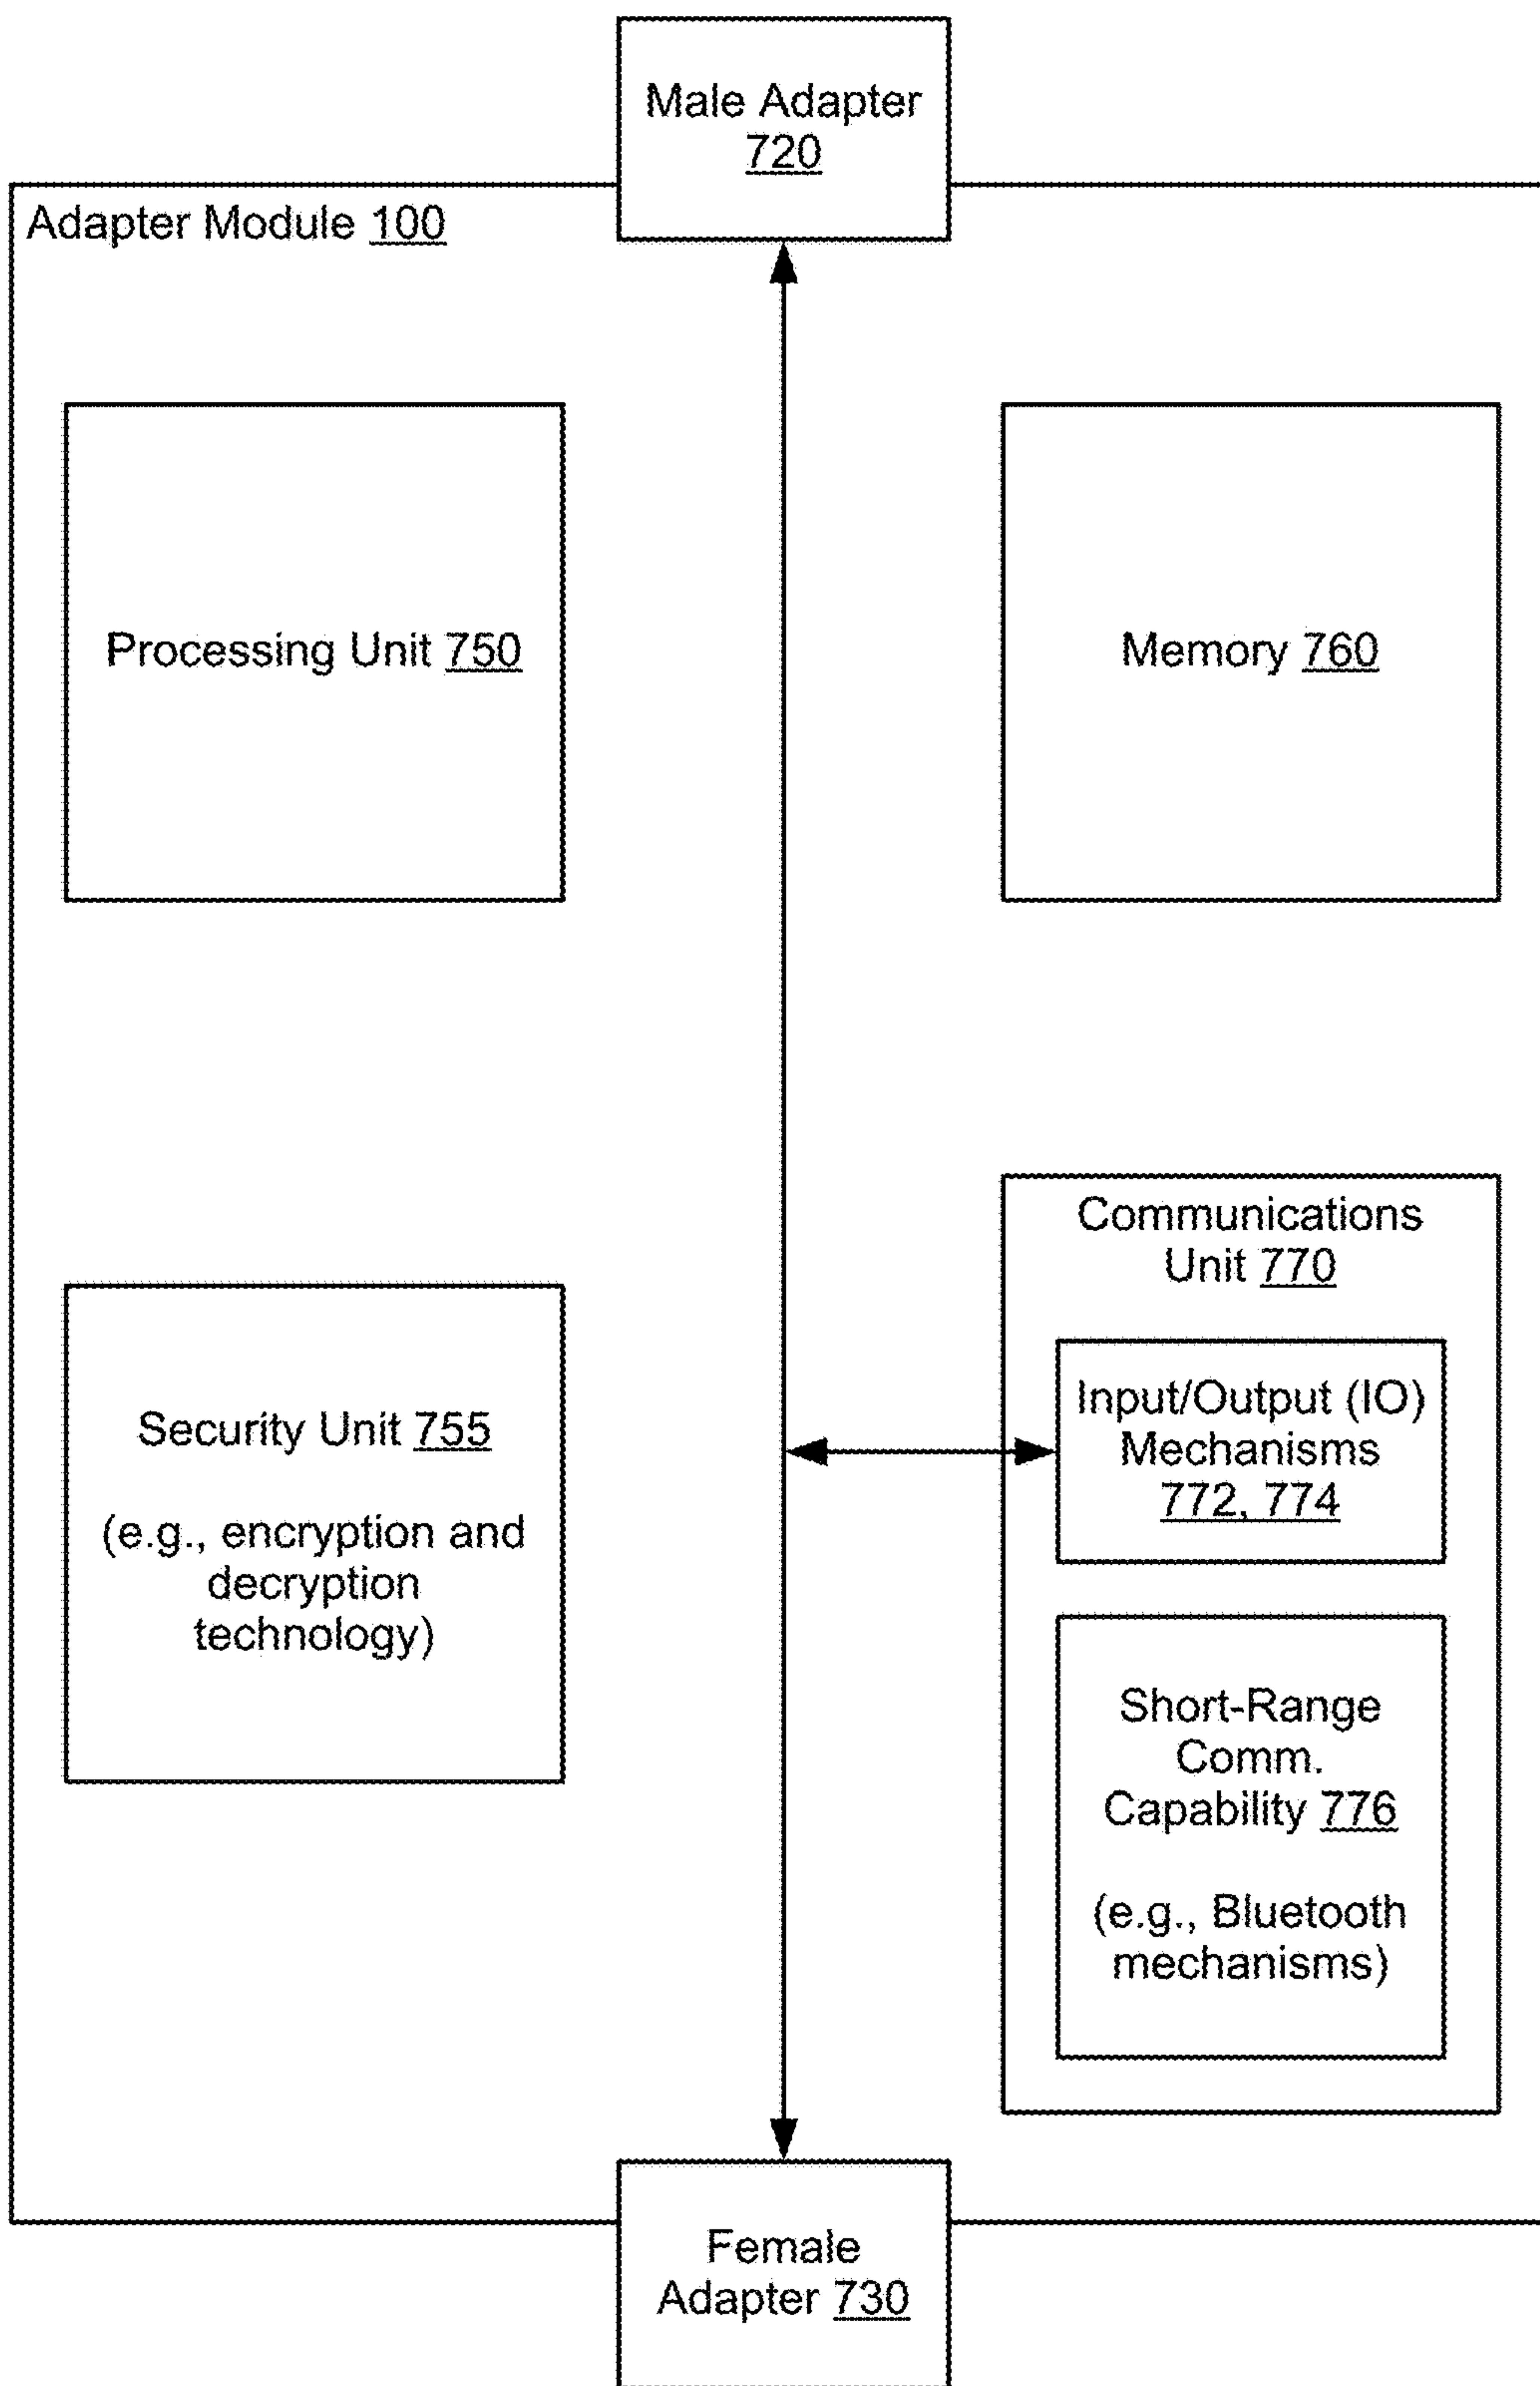 Male Adapter
720
Adapter Module 100
Processing Unit 750
Memory 760
Communications
Unit 770
Input/Output (IO)
Mechanisms
772, 774
Security Unit 755
(e.g., encryption and
decryption
technology)
Short-Range
Comm.
Capability 776
(e.g., Bluetooth
mechanisms)
Female
Adapter 730